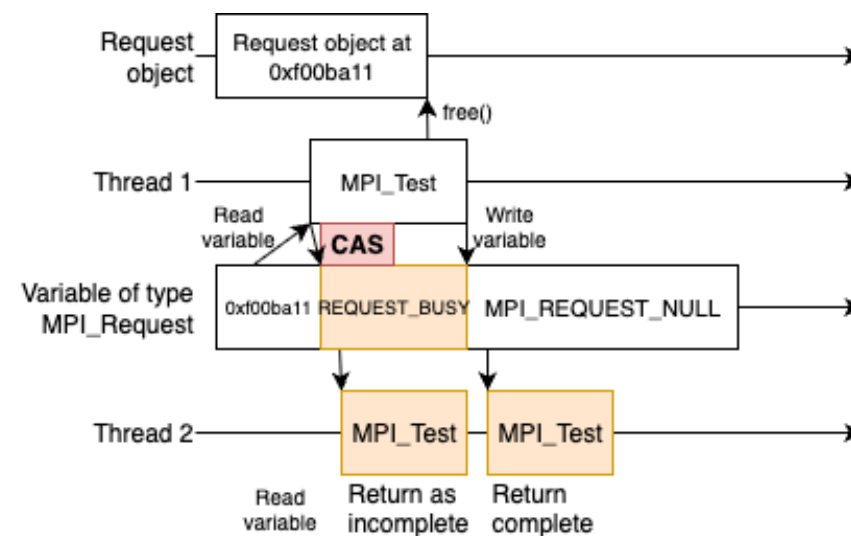 Request
object
Request object at
0xf00ba11
free()
Thread 1
MPI_Test
Read
variable
CAS
Write
variable
Variable of type
MPI_Request
0xf00ba11
REQUEST_BUSY
MPI_REQUEST_NULL
Thread 2
MPI_Test
MPI_Test
Read
variable
Return as
incomplete
Return
complete